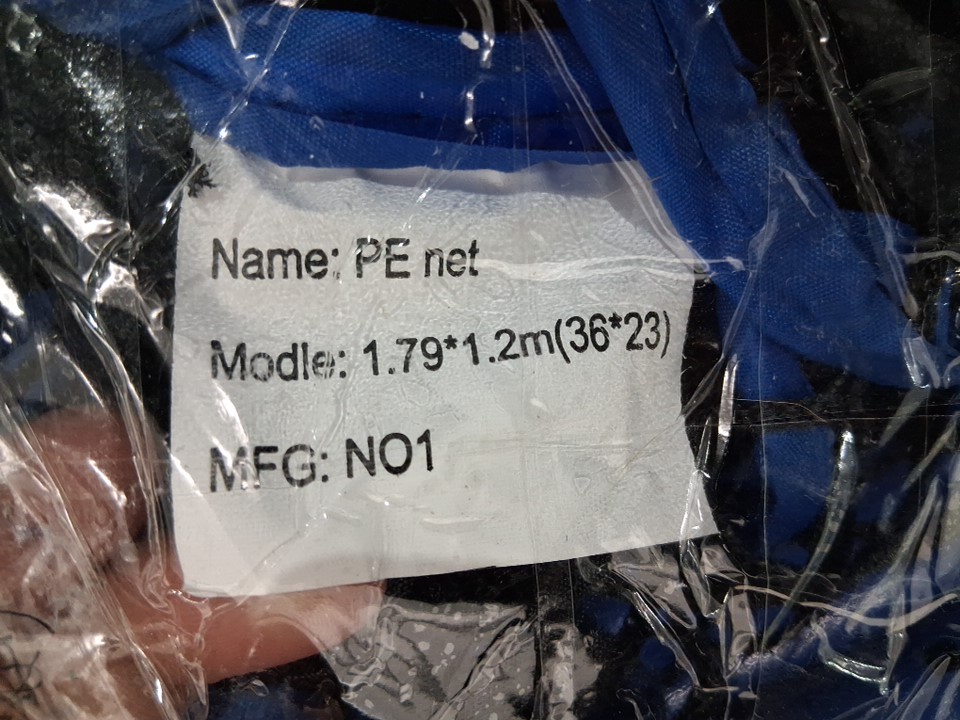 Name: PE net
Modle: 1.79*1.2m(36*23)
MFG: NO1